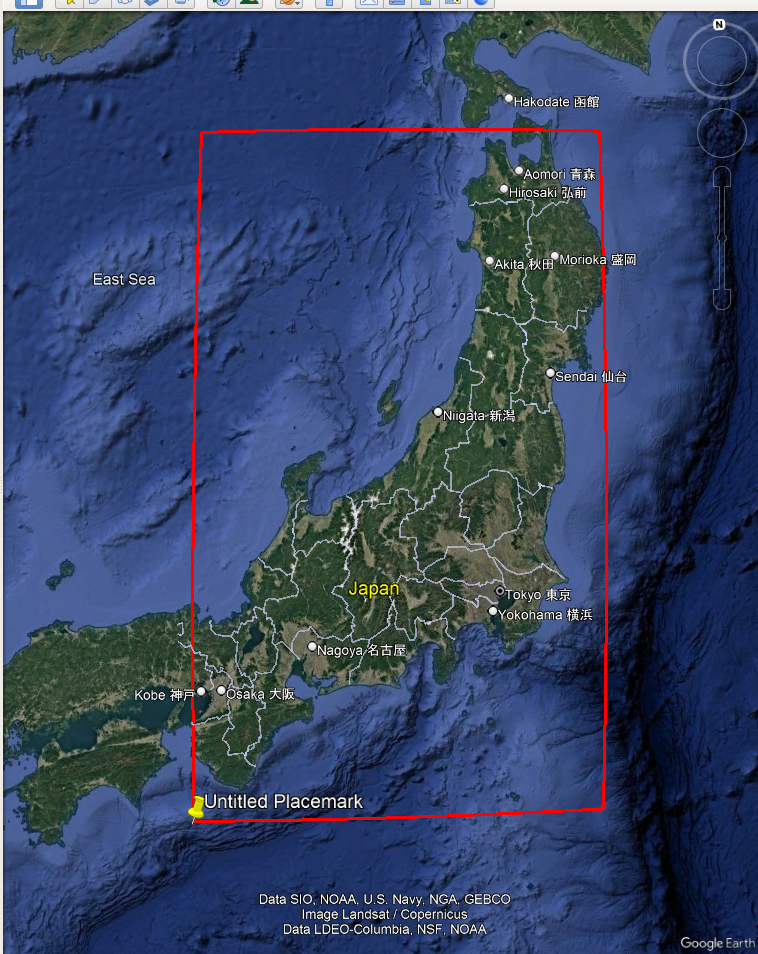 N
Hakodate 函館
Aomori 青森
Hirosaki 弘前
Akita 秋田
Morioka 盛岡
East Sea
Sendai 仙台
Niigata 新潟
Japan
Tokyo 東京
Yokohama 横浜
Nagoya 名古屋
Kobe 神戸
Osaka 大阪
Untitled Placemark
Data SIO, NOAA, U.S. Navy, NGA, GEBCO
Image Landsat / Copernicus
Data LDEO-Columbia, NSF, NOAA
Google Earth